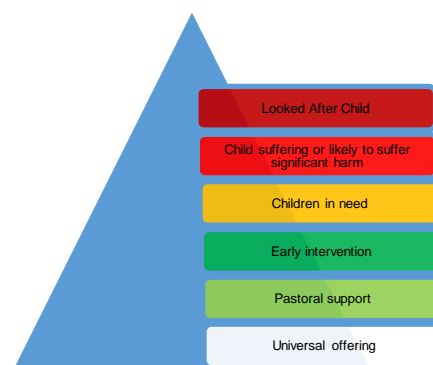 Looked After Child
Child suffering or likely to suffer
significant harm
Children in need
Early intervention
Pastoral support
Universal offering